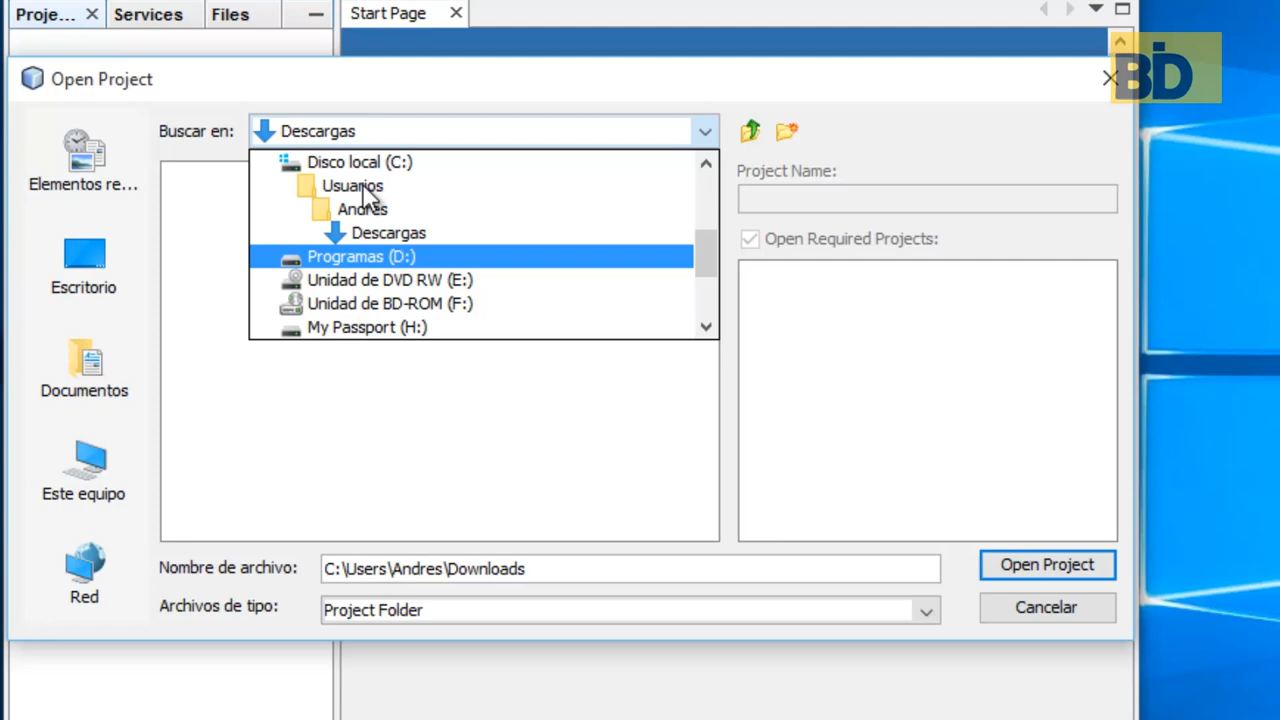 Proje...
Services
Files
Start Page
BID
Open Project
Buscar en:
Descargas
Disco local (C:)
Usuarios
Andres
Descargas
Programas (D:)
Unidad de DVD RW (E:)
Unidad de BD-ROM (F:)
My Passport (H:)
Elementos re...
Escritorio
Documentos
Este equipo
Red
Project Name:
Open Required Projects:
Nombre de archivo:
C:\Users\Andres\Downloads
Open Project
Archivos de tipo:
Project Folder
Cancelar